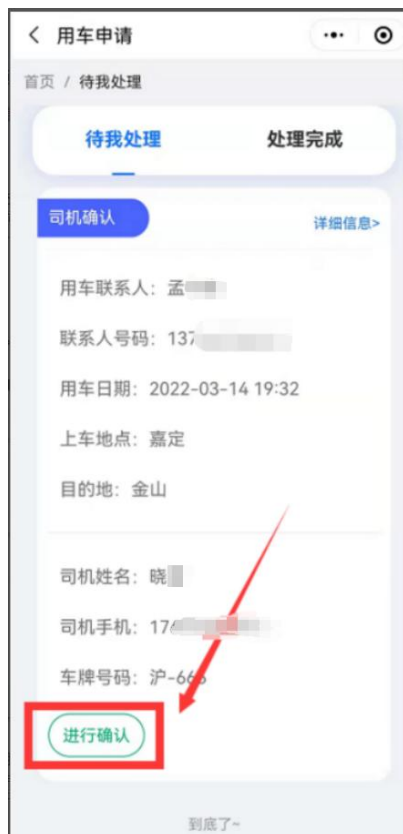 用车申请
首页 / 待我处理
待我处理 处理完成
司机确认 详细信息>
用车联系人: 孟
联系人号码: 137
用车日期: 2022-03-14 19:32
上车地点: 嘉定
目的地: 金山
司机姓名: 晓
司机手机: 17
车牌号码: 沪-66
进行确认
到底了~